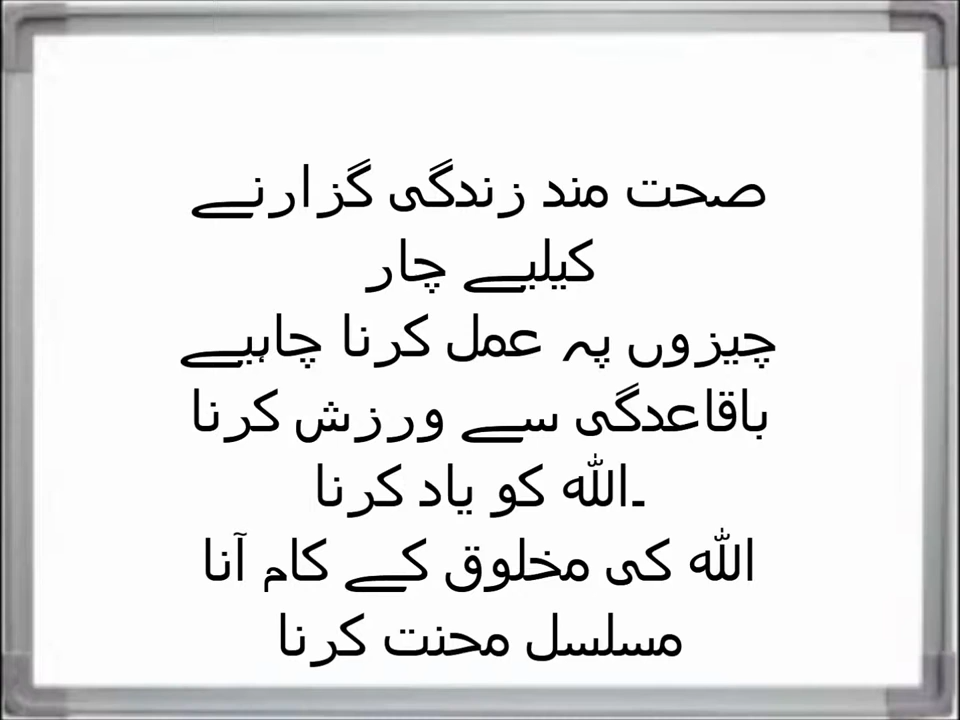 صحت مند زندگی گزارنے
کیلیے چار
چیزوں پہ عمل کرنا چاہیے
باقاعدگی سے ورزش کرنا
۔اللہ کو یاد کرنا
اللہ کی مخلوق کے کام آنا
مسلسل محنت کرنا